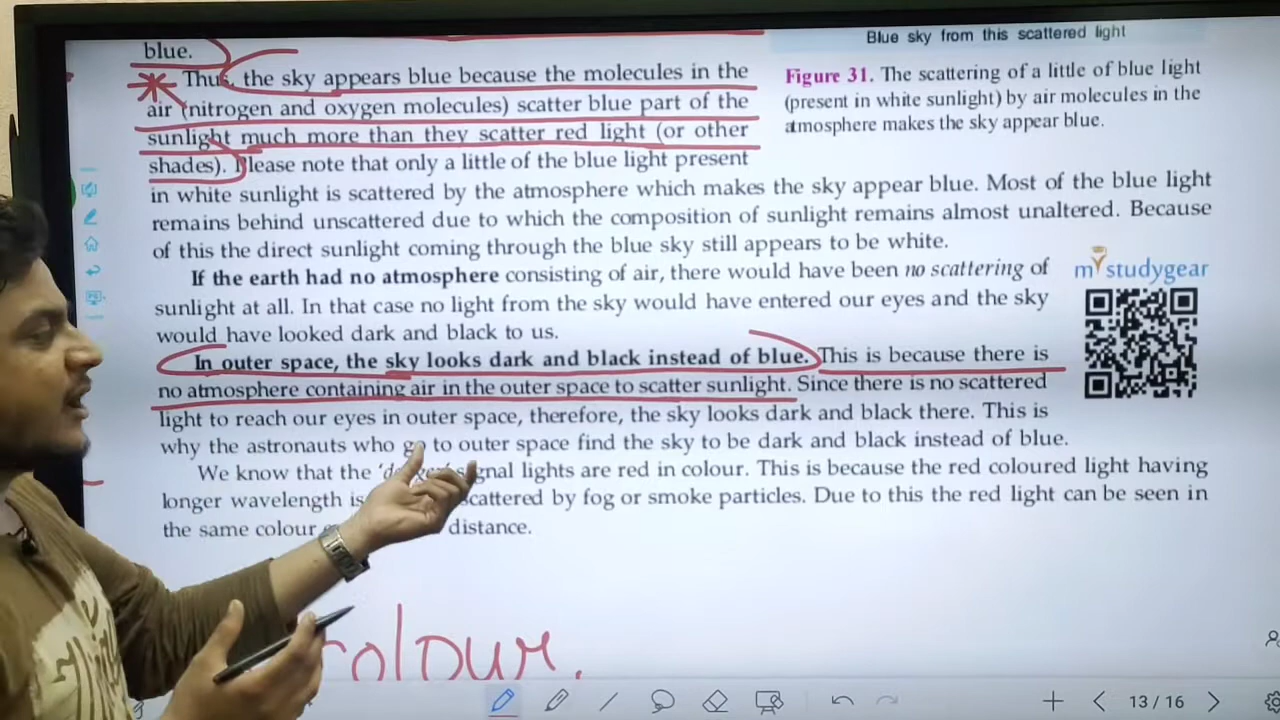 blue.
Thus, the sky appears blue because the molecules in the
air (nitrogen and oxygen molecules) scatter blue part of the
sunlight much more than they scatter red light (or other
shades). Please note that only a little of the blue light present
in white sunlight is scattered by the atmosphere which makes the sky appear blue. Most of the blue light
remains behind unscattered due to which the composition of sunlight remains almost unaltered. Because
of this the direct sunlight coming through the blue sky still appears to be white.
Blue sky from this scattered light
Figure 31. The scattering of a little of blue light
(present in white sunlight) by air molecules in the
atmosphere makes the sky appear blue.
If the earth had no atmosphere consisting of air, there would have been no scattering of
sunlight at all. In that case no light from the sky would have entered our eyes and the sky
would have looked dark and black to us.
In outer space, the sky looks dark and black instead of blue. This is because there is
no atmosphere containing air in the outer space to scatter sunlight. Since there is no scattered
light to reach our eyes in outer space, therefore, the sky looks dark and black there. This is
why the astronauts who go to outer space find the sky to be dark and black instead of blue.
my studygear
We know that the signal lights are red in colour. This is because the red coloured light having
longer wavelength is scattered by fog or smoke particles. Due to this the red light can be seen in
the same colour distance.
colour.
13 / 16